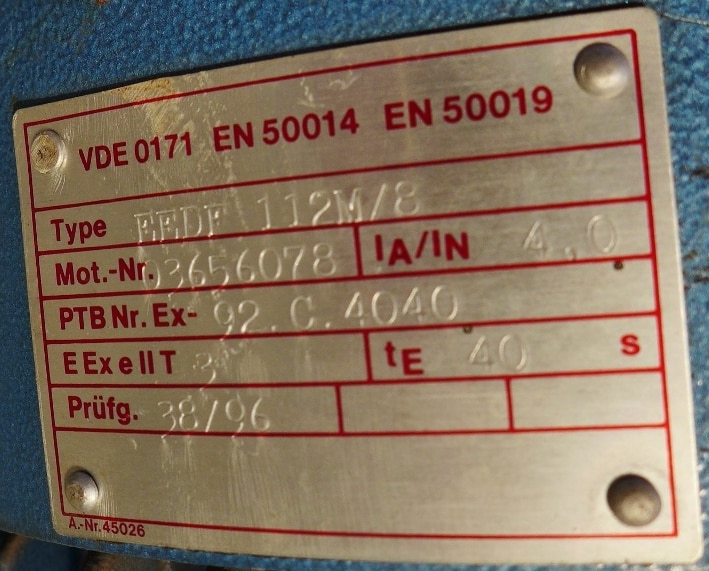 VDE 0171 EN 50014 EN 50019
Type EEDF 112M/8
Mot.-Nr. 03656078 IA/IN 4,0
PTB Nr. Ex- 92.C.4040
E Ex e II T 3 tE 40 s
Prüfg. 38/96
A.-Nr. 45026